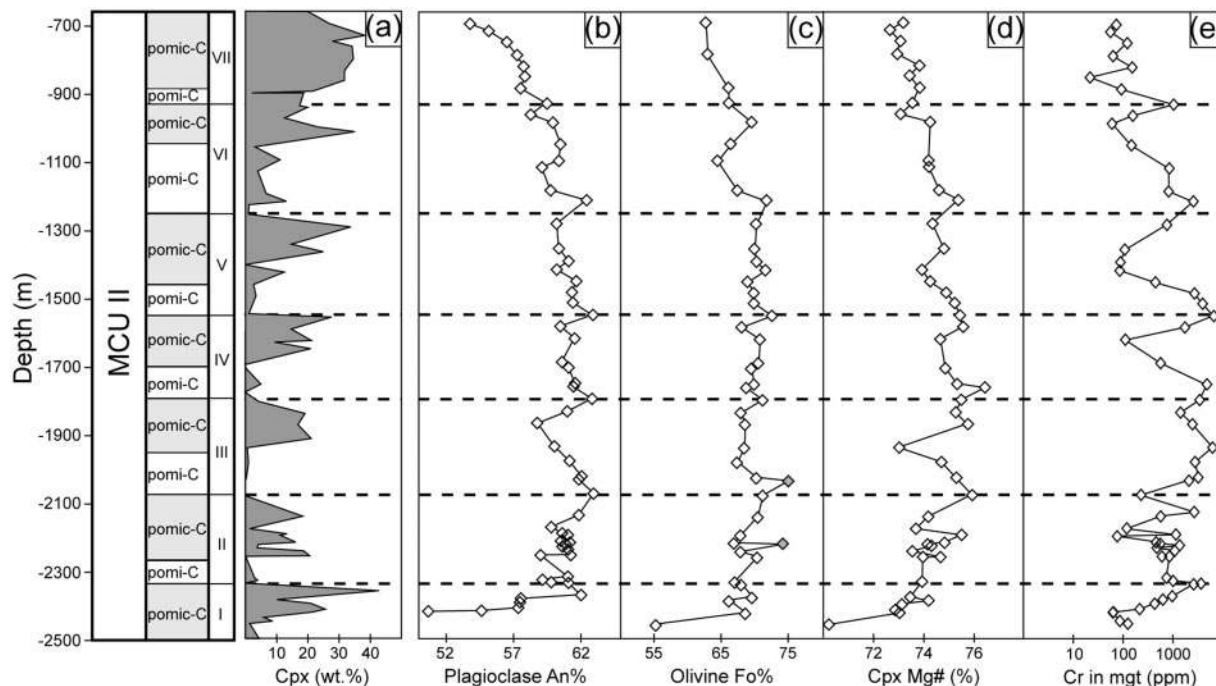 (a)
(b)
(c)
(d)
(e)
Depth (m)
-700
-900
-1100
-1300
-1500
-1700
-1900
-2100
-2300
-2500
MCU II
pomic-C
pomi-C
pomic-C
pomi-C
pomic-C
pomi-C
pomic-C
pomi-C
pomic-C
pomi-C
pomic-C
pomi-C
pomic-C
VII
VI
V
IV
III
II
I
10 20 30 40
Cpx (wt.%)
52 57 62
Plagioclase An%
55 65 75
Olivine Fo%
72 74 76
Cpx Mg# (%)
10 100 1000
Cr in mgt (ppm)